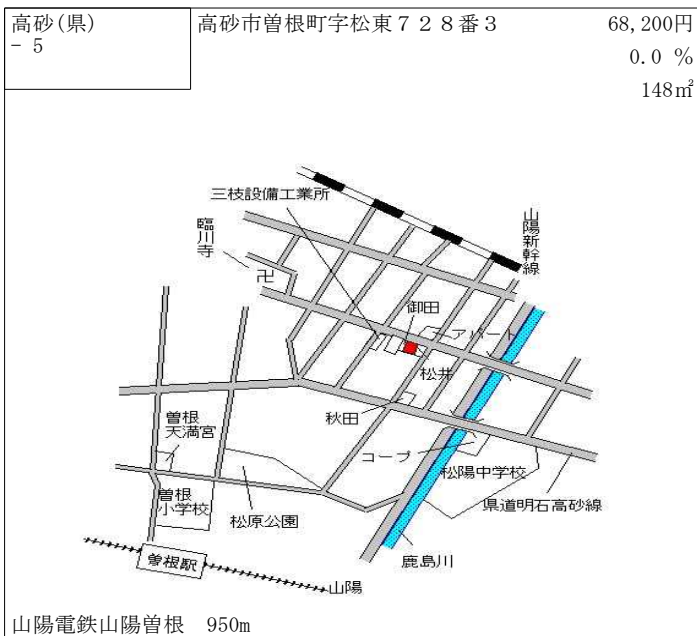 高砂(県)
- 5
高砂市曽根町字松東７２８番３
68,200円
0.0 %
148㎡
三枝設備工業所
臨川寺
卍
山陽新幹線
御田
アパート
松井
秋田
曽根
天満宮
コープ
松陽中学校
曽根
小学校
松原公園
県道明石高砂線
鹿島川
曽根駅
山陽
山陽電鉄山陽曽根 950m